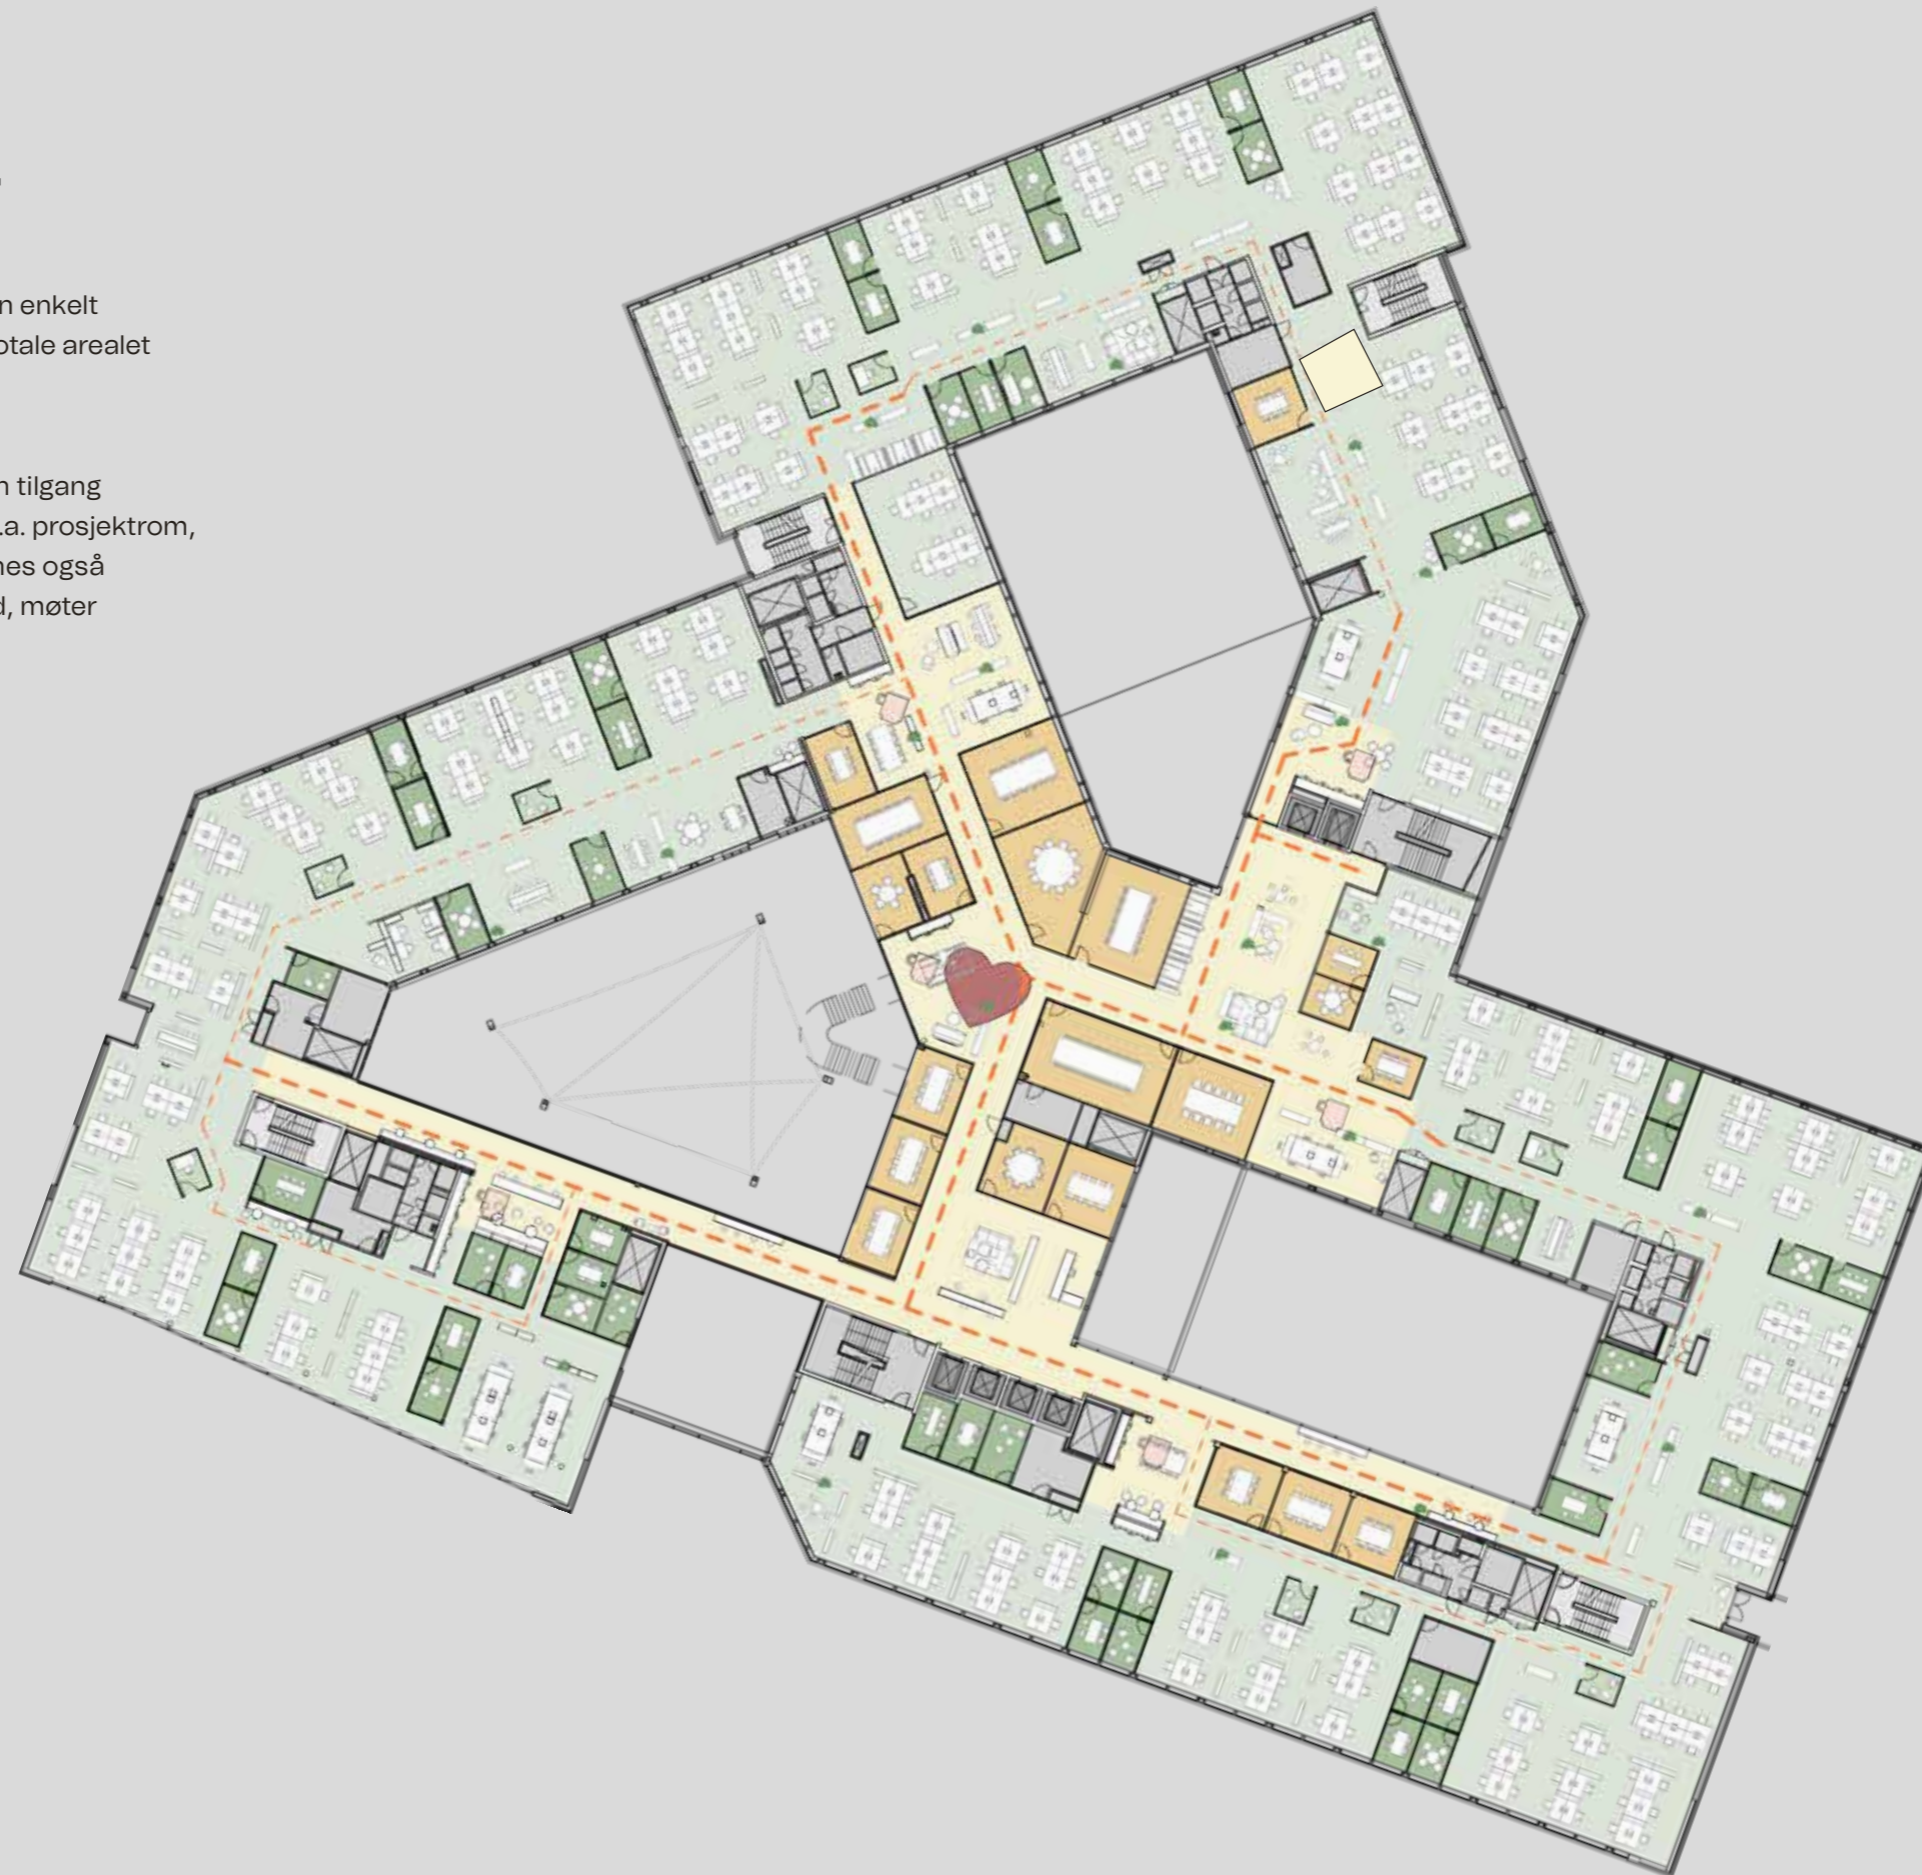 n enkelt
otale arealet
n tilgang
.a. prosjektrom,
nes også
d, møter